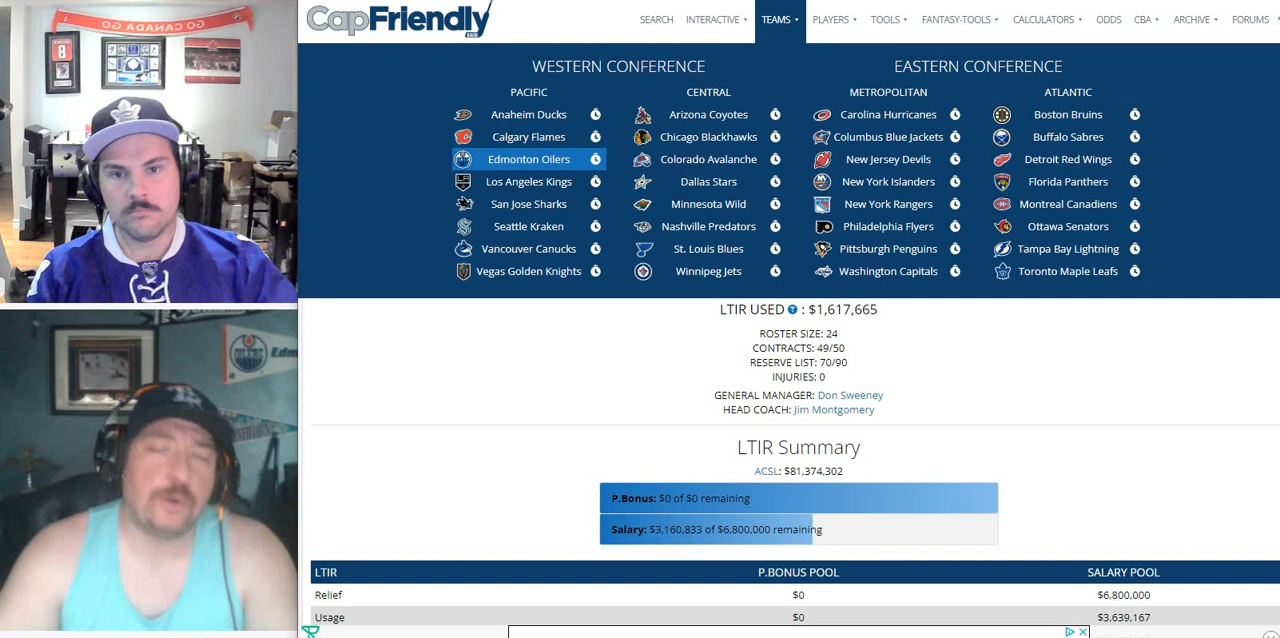 GO CANADA GO
8
OILERS Edm
CapFriendly
SEARCH INTERACTIVE TEAMS PLAYERS TOOLS FANTASY-TOOLS CALCULATORS ODDS CBA ARCHIVE FORUMS
WESTERN CONFERENCE EASTERN CONFERENCE
PACIFIC CENTRAL METROPOLITAN ATLANTIC
Anaheim Ducks Arizona Coyotes Carolina Hurricanes Boston Bruins
Calgary Flames Chicago Blackhawks Columbus Blue Jackets Buffalo Sabres
Edmonton Oilers Colorado Avalanche New Jersey Devils Detroit Red Wings
Los Angeles Kings Dallas Stars New York Islanders Florida Panthers
San Jose Sharks Minnesota Wild New York Rangers Montreal Canadiens
Seattle Kraken Nashville Predators Philadelphia Flyers Ottawa Senators
Vancouver Canucks St. Louis Blues Pittsburgh Penguins Tampa Bay Lightning
Vegas Golden Knights Winnipeg Jets Washington Capitals Toronto Maple Leafs
LTIR USED ? : $1,617,665
ROSTER SIZE: 24
CONTRACTS: 49/50
RESERVE LIST: 70/90
INJURIES: 0
GENERAL MANAGER: Don Sweeney
HEAD COACH: Jim Montgomery
LTIR Summary
ACSL: $81,374,302
P.Bonus: $0 of $0 remaining
Salary: $3,160,833 of $6,800,000 remaining
LTIR P.BONUS POOL SALARY POOL
Relief $0 $6,800,000
Usage $0 $3,639,167